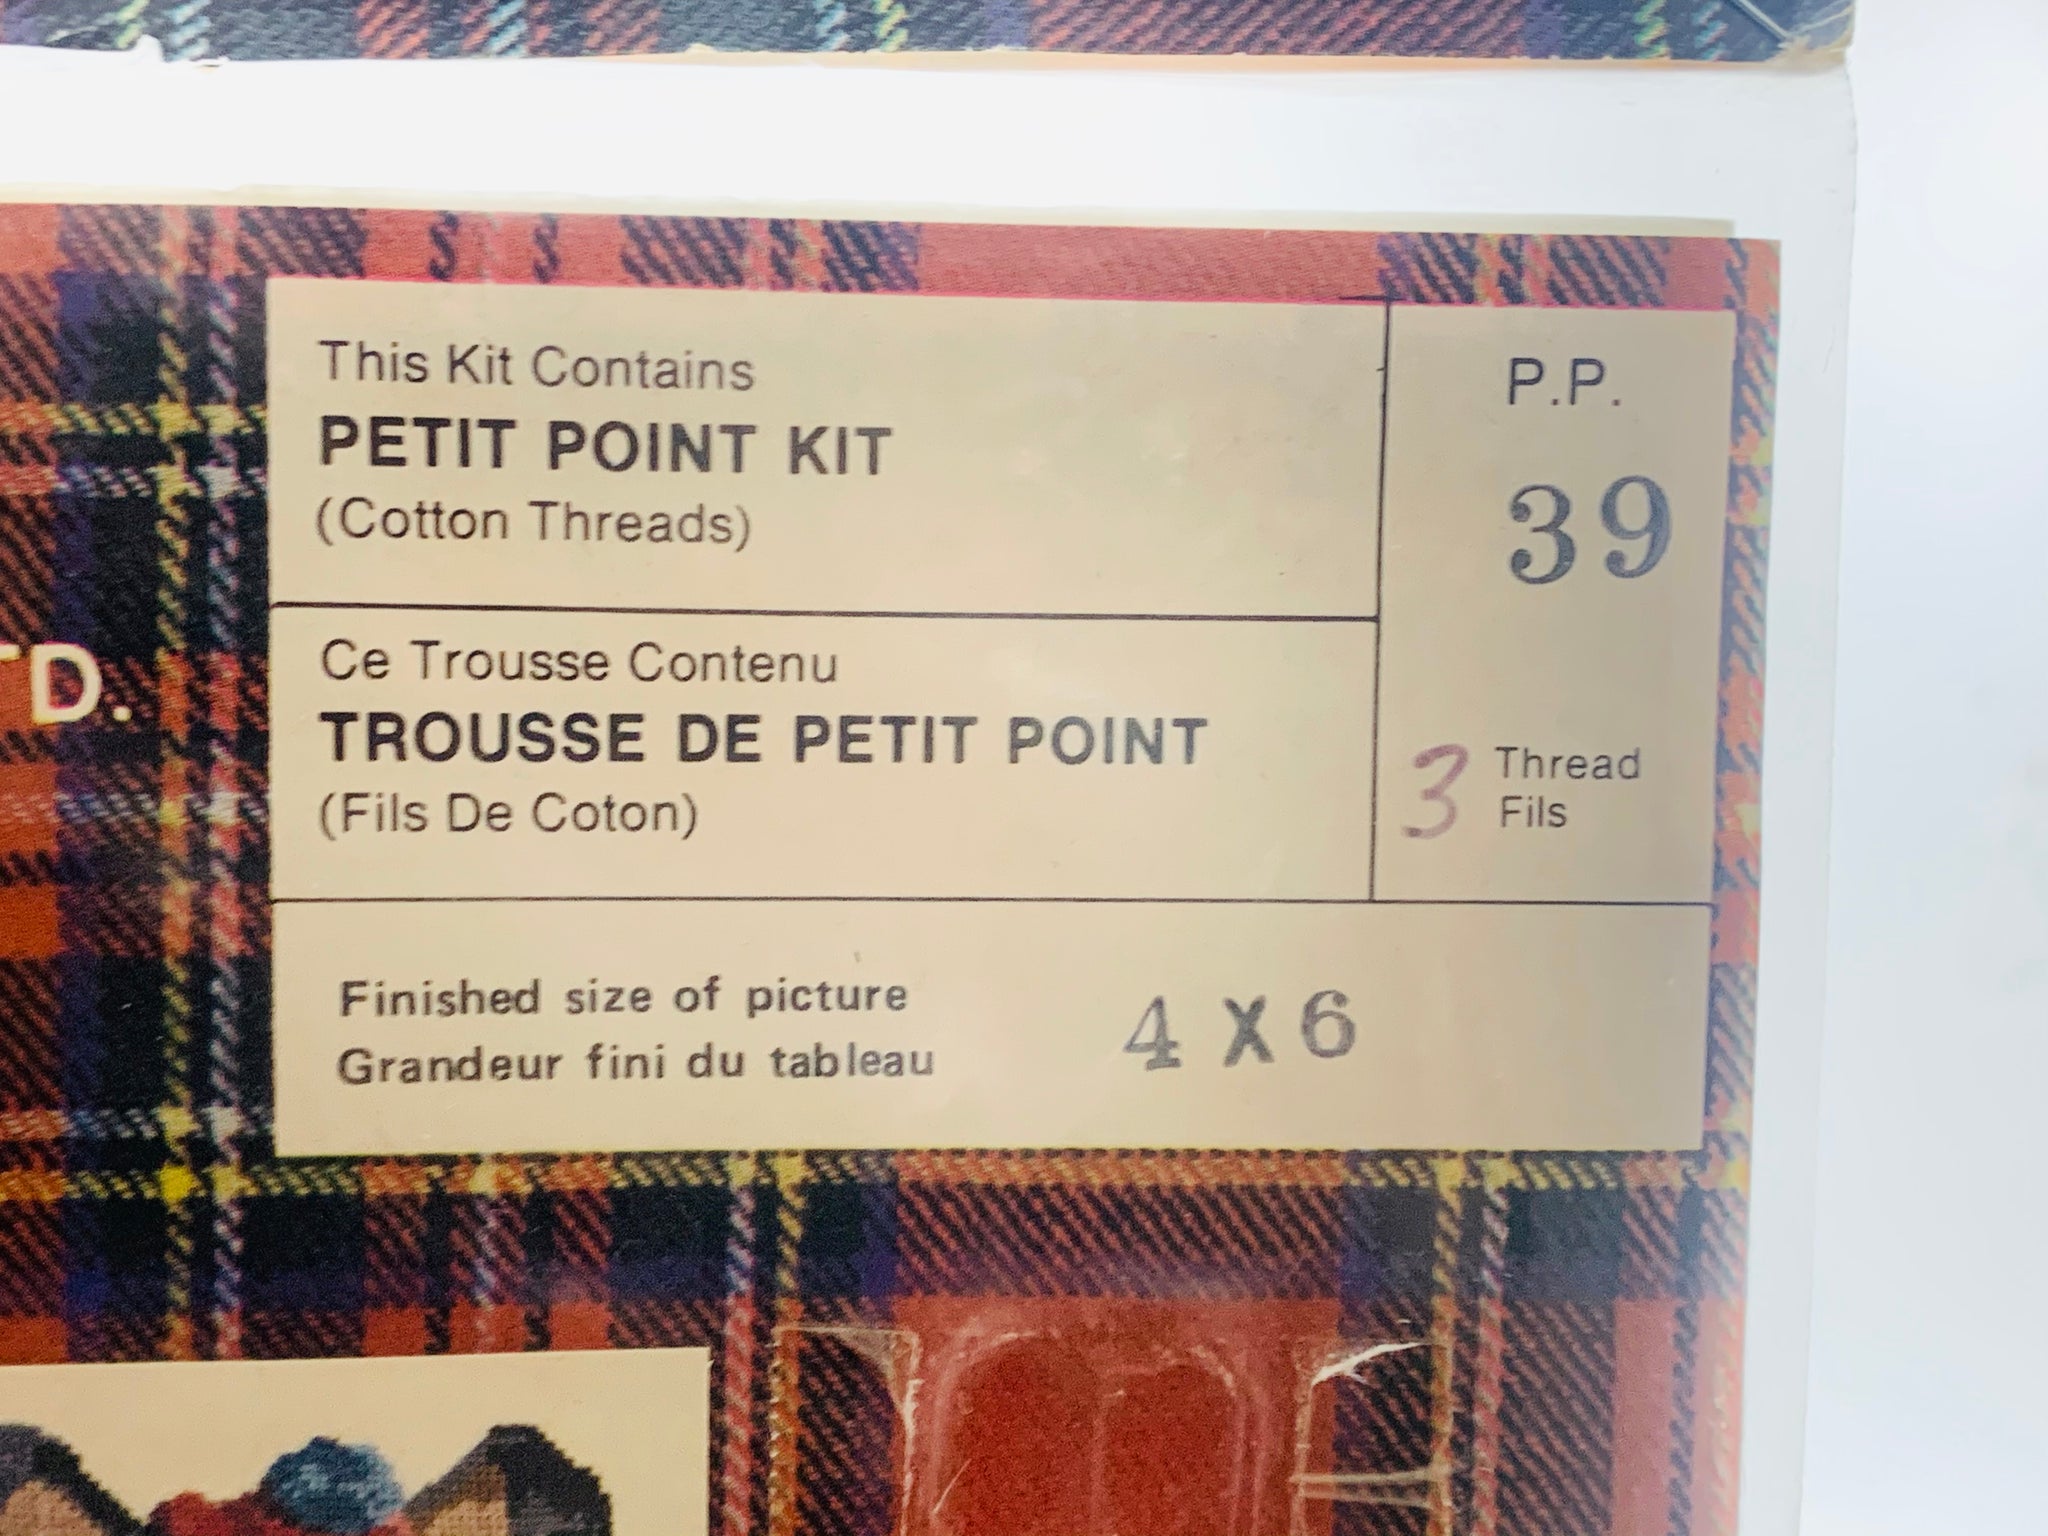 This Kit Contains
PETIT POINT KIT
(Cotton Threads)
P.P.
39
TD.
Ce Trousse Contenu
TROUSSE DE PETIT POINT
(Fils De Coton)
3 Thread
Fils
Finished size of picture
Grandeur fini du tableau
4 X 6